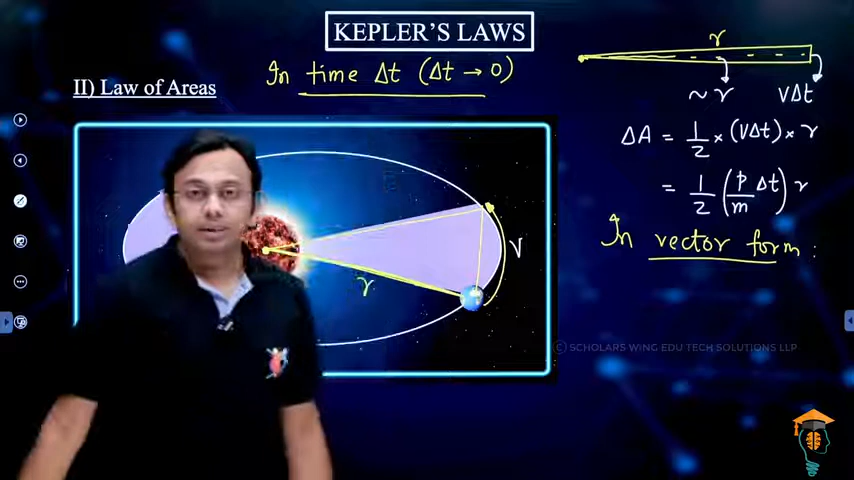 KEPLER'S LAWS
II) Law of Areas
In time Δt (Δt → 0)
r
~ r
VΔt
ΔA = 1/2 × (VΔt) × r
= 1/2 (p/m Δt) r
In vector form :
V
r
© SCHOLARS WING EDU TECH SOLUTIONS LLP